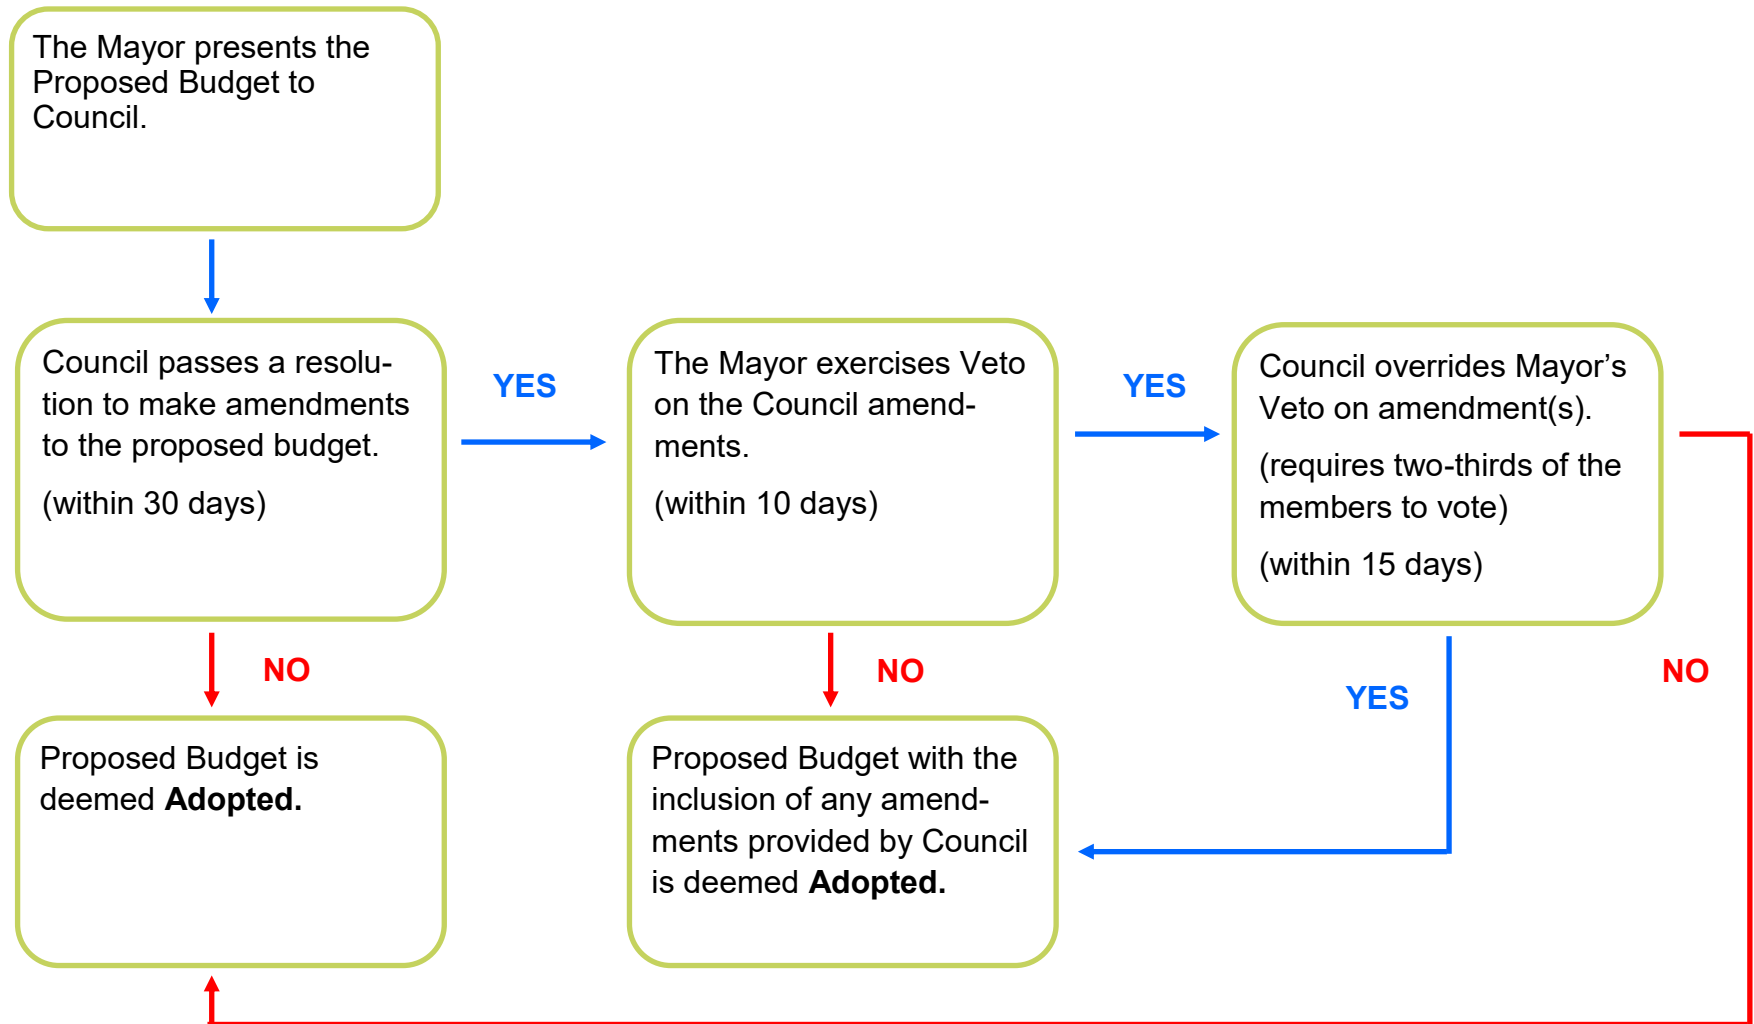 The Mayor presents the
Proposed Budget to
Council.
Council passes a resolu-
tion to make amendments
to the proposed budget.
(within 30 days)
YES
The Mayor exercises Veto
on the Council amend-
ments.
(within 10 days)
YES
Council overrides Mayor’s
Veto on amendment(s).
(requires two-thirds of the
members to vote)
(within 15 days)
NO
NO
YES
NO
Proposed Budget is
deemed Adopted.
Proposed Budget with the
inclusion of any amend-
ments provided by Council
is deemed Adopted.